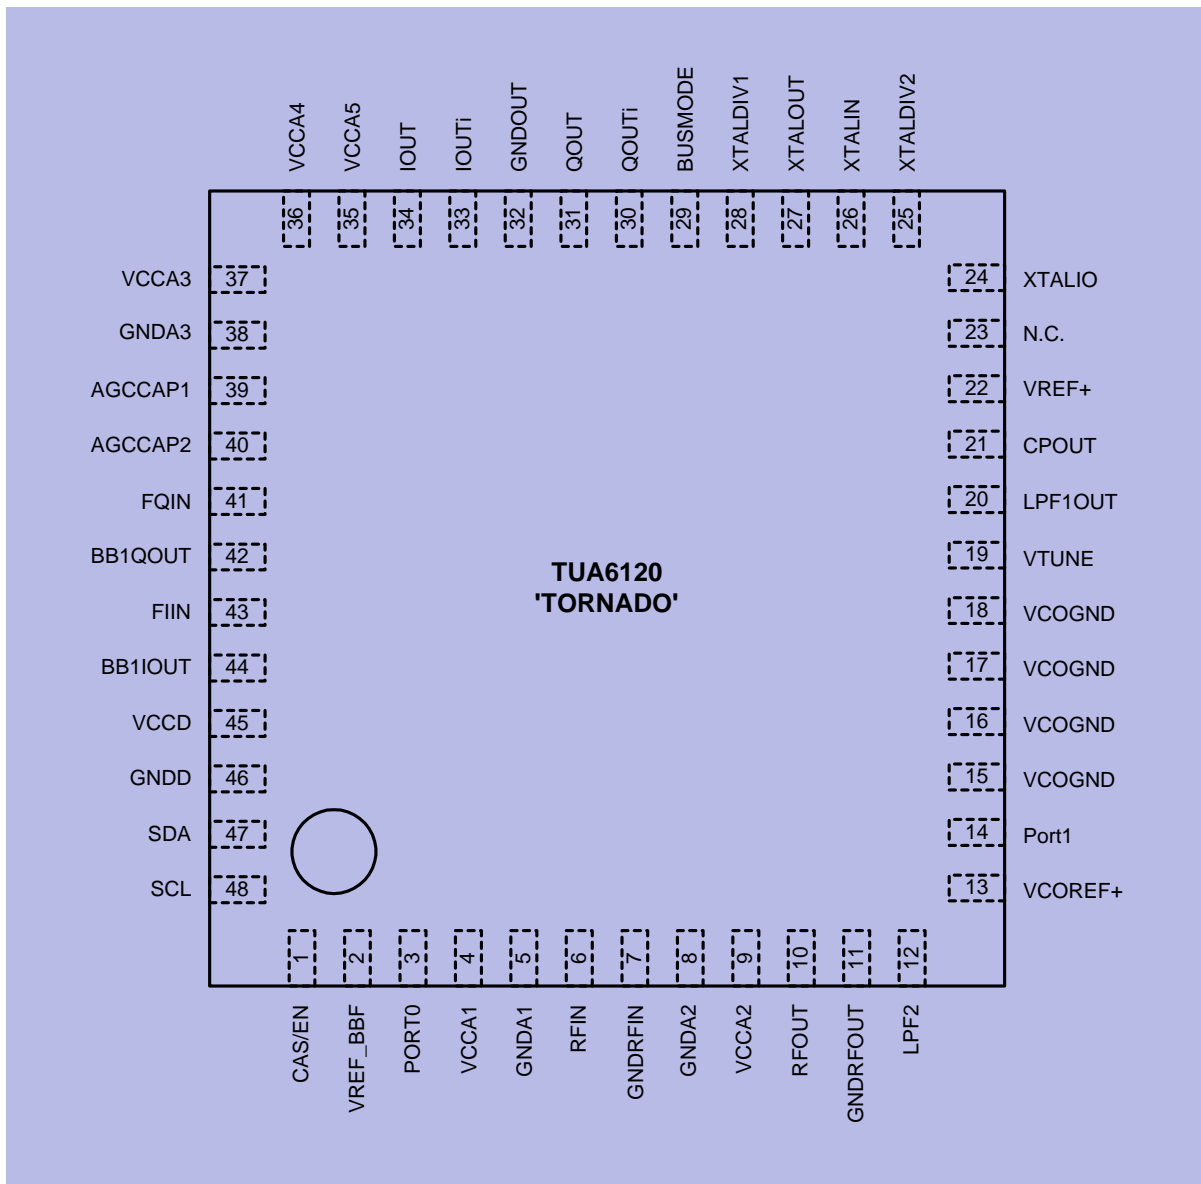 VCCA4
VCCA5
IOUT
IOUTi
GNDOUT
QOUT
QOUTi
BUSMODE
XTALDIV1
XTALOUT
XTALIN
XTALDIV2
36
35
34
33
32
31
30
29
28
27
26
25
VCCA3 37
GNDA3 38
AGCCAP1 39
AGCCAP2 40
FQIN 41
BB1QOUT 42
FIIN 43
BB1IOUT 44
VCCD 45
GNDD 46
SDA 47
SCL 48
TUA6120
'TORNADO'
24 XTALIO
23 N.C.
22 VREF+
21 CPOUT
20 LPF1OUT
19 VTUNE
18 VCOGND
17 VCOGND
16 VCOGND
15 VCOGND
14 Port1
13 VCOREF+
1
2
3
4
5
6
7
8
9
10
11
12
CAS/EN
VREF_BBF
PORT0
VCCA1
GNDA1
RFIN
GNDRFIN
GNDA2
VCCA2
RFOUT
GNDRFOUT
LPF2